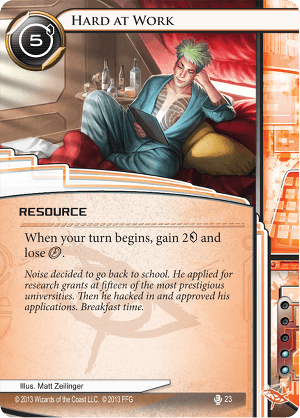 Hard at Work
5
RESOURCE
When your turn begins, gain 2 and
lose .
Noise decided to go back to school. He applied for
research grants at fifteen of the most prestigious
universities. Then he hacked in and approved his
applications. Breakfast time.
Illus. Matt Zeilinger
© 2013 Wizards of the Coast LLC. © 2013 FFG
23